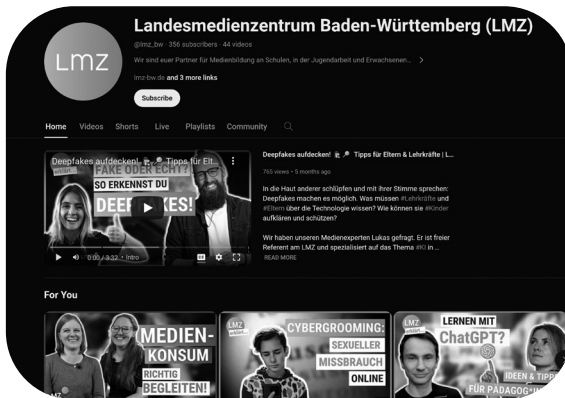 Landesmedienzentrum Baden-Württemberg (LMZ)
LMZ
@lmz_bw · 356 subscribers · 44 videos
Wir sind euer Partner für Medienbildung an Schulen, in der Jugendarbeit und Erwachsenen...
lmz-bw.de and 3 more links
Subscribe
Home Videos Shorts Live Playlists Community
Deepfakes aufdecken! Tipps für Elt...
erklärt...
FAKE ODER ECHT?
SO ERKENNST DU
DEEPFAKES!
0:00 / 3:32 • Intro
Deepfakes aufdecken! Tipps für Eltern & Lehrkräfte | L...
765 views • 5 months ago
In die Haut anderer schlüpfen und mit ihrer Stimme sprechen:
Deepfakes machen es möglich. Was müssen #Lehrkräfte und
#Eltern über die Technologie wissen? Wie können sie #Kinder
aufklären und schützen?
Wir haben unseren Medienexperten Lukas gefragt. Er ist freier
Referent am LMZ und spezialisiert auf das Thema #KI in ...
READ MORE
For You
MEDIEN-
KONSUM
RICHTIG
BEGLEITEN!
LMZ
LMZ
erklärt...
CYBERGROOMING:
SEXUELLER
MISSBRAUCH
ONLINE
LMZ
erklärt...
LERNEN MIT
ChatGPT?
IDEEN & TIPPS
FÜR PÄDAGOG*IN